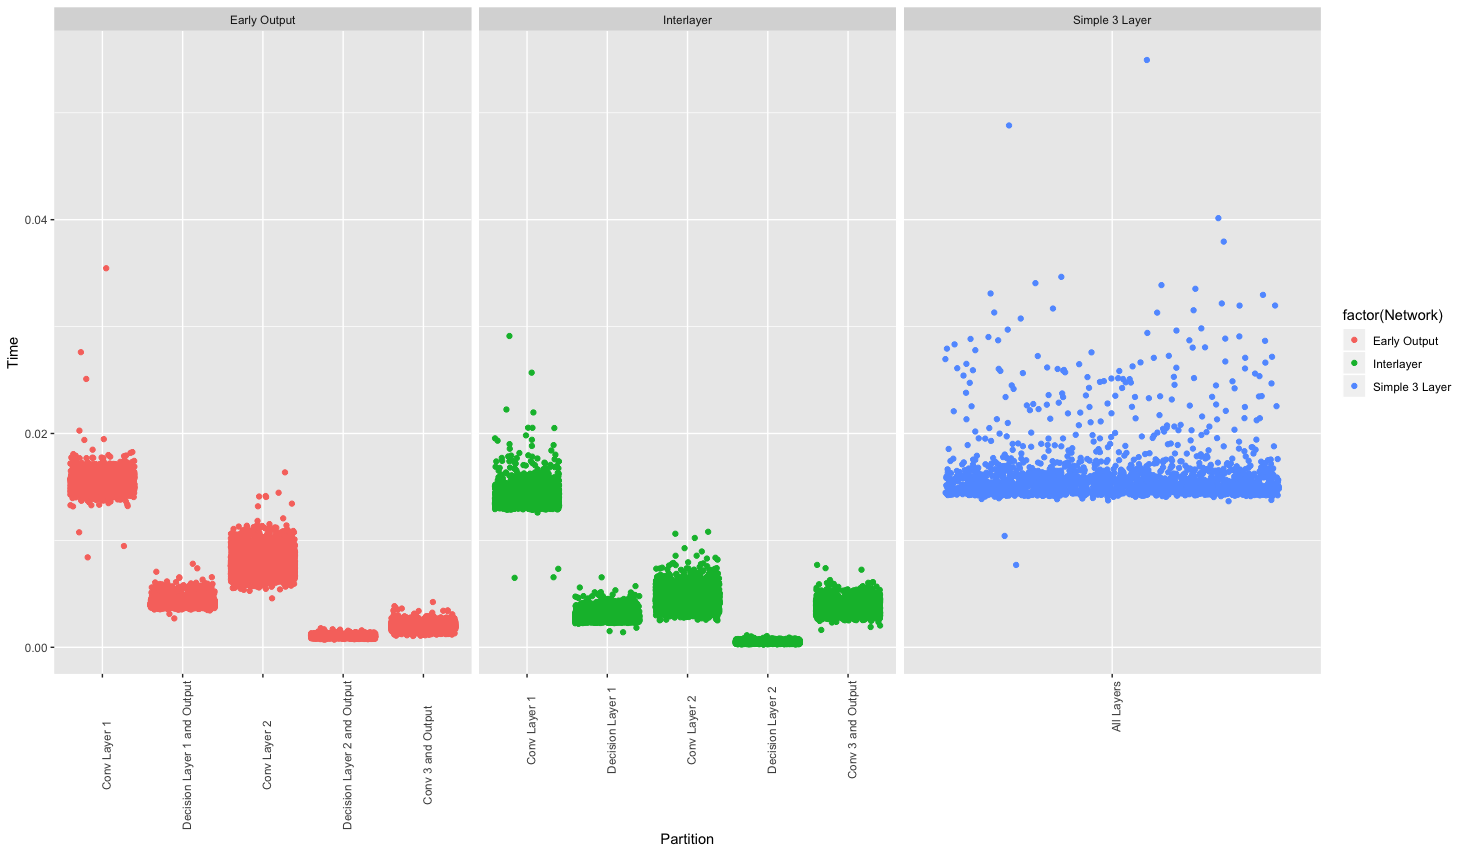 Early Output
Interlayer
Simple 3 Layer
Time
0.04
0.02
0.00
Conv Layer 1
Decision Layer 1 and Output
Conv Layer 2
Decision Layer 2 and Output
Conv 3 and Output
Conv Layer 1
Decision Layer 1
Conv Layer 2
Decision Layer 2
Conv 3 and Output
All Layers
Partition
factor(Network)
Early Output
Interlayer
Simple 3 Layer